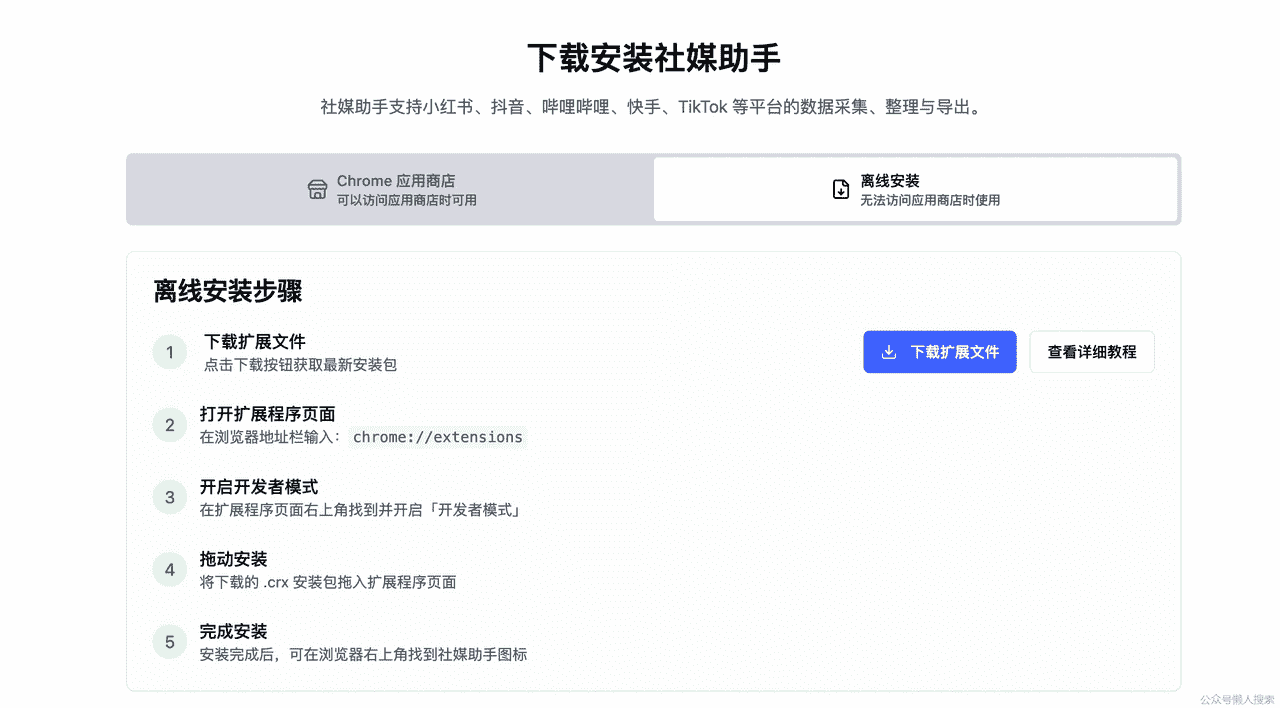 下载安装社媒助手
社媒助手支持小红书、抖音、哔哩哔哩、快手、TikTok 等平台的数据采集、整理与导出。
Chrome 应用商店
可以访问应用商店时可用
离线安装
无法访问应用商店时使用
离线安装步骤
1
下载扩展文件
点击下载按钮获取最新安装包
下载扩展文件
查看详细教程
2
打开扩展程序页面
在浏览器地址栏输入： chrome://extensions
3
开启开发者模式
在扩展程序页面右上角找到并开启「开发者模式」
4
拖动安装
将下载的 .crx 安装包拖入扩展程序页面
5
完成安装
安装完成后，可在浏览器右上角找到社媒助手图标
公众号懒人搜索